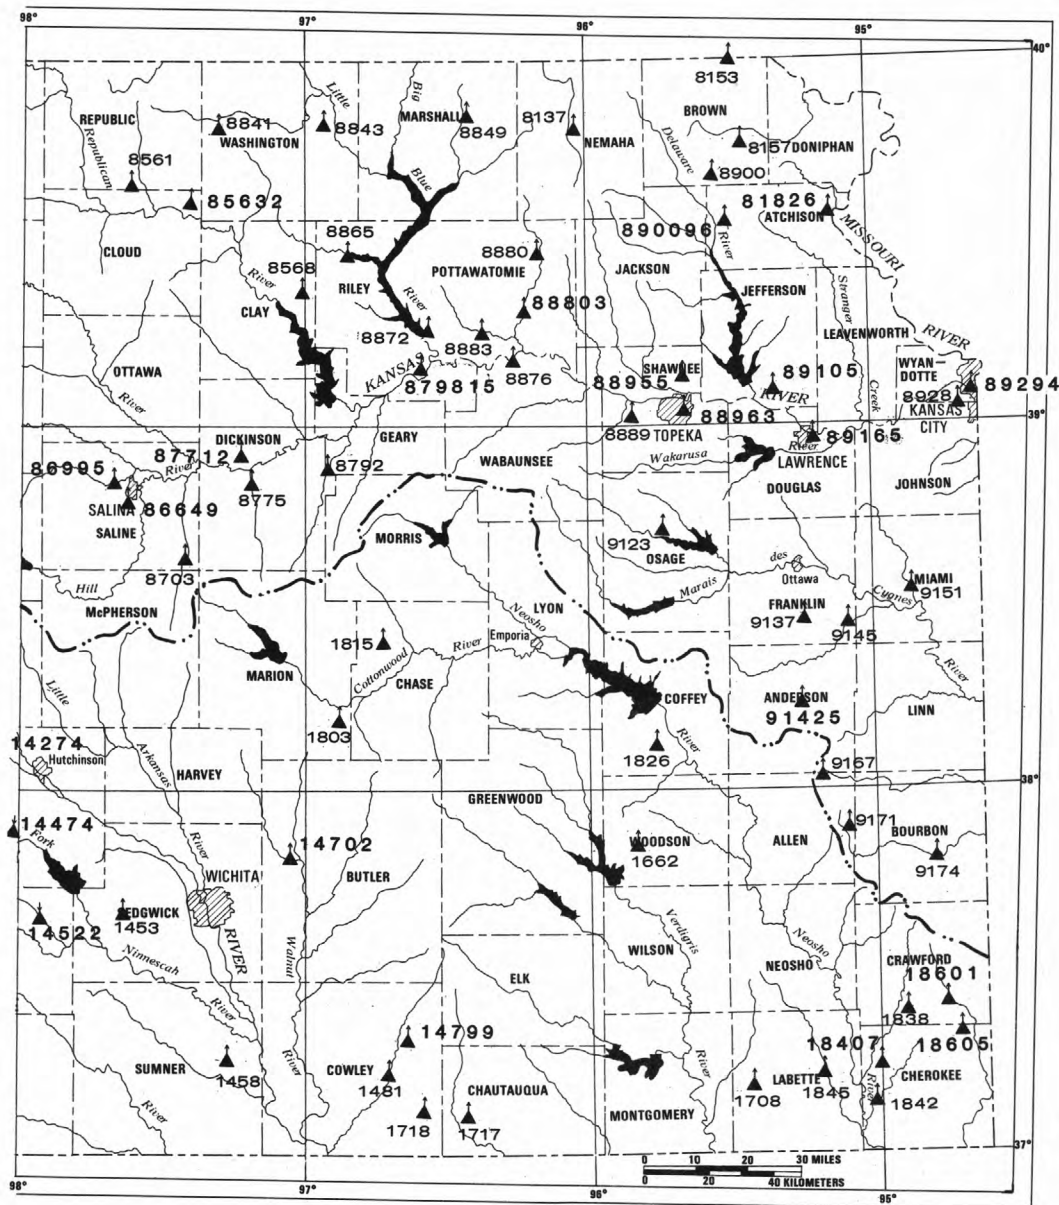 98°
97°
96°
95°
40°
8153
BROWN
Little
Big
MARSHALL
8849
8137
NEMAHA
REPUBLIC
8841
WASHINGTON
8843
Delaware
8157
DONIPHAN
Republican
8561
8900
Blue
81826
ATCHISON
85632
MISSOURI
890096
River
CLOUD
8865
8880
POTTAWATOMIE
JACKSON
8568
River
RILEY
River
JEFFERSON
Stranger
88803
CLAY
8872
8883
LEAVENWORTH
RIVER
OTTAWA
KANSAS
8876
SHAWNEE
WYAN-
DOTTE
879815
88955
89105
89294
8928
River
RIVER
Creek
KANSAS
CITY
88963
39°
8889
TOPEKA
89165
DICKINSON
GEARY
River
87712
WABAUNSEE
Wakarusa
LAWRENCE
86995
River
8792
DOUGLAS
8775
JOHNSON
SALINA
86649
SALINE
MORRIS
9123
OSAGE
des
8703
Ottawa
MIAMI
9151
Hill
Marais
Cygnes
McPHERSON
LYON
FRANKLIN
Neosho
9137
9145
1815
Emporia
River
Cottonwood
CHASE
River
MARION
Little
COFFEY
ANDERSON
91425
LINN
1803
14274
Hutchinson
River
1826
9167
Arkansas
HARVEY
38°
GREENWOOD
14474
9171
BOURBON
Fork
14702
WOODSON
ALLEN
1662
9174
River
WICHITA
BUTLER
SEDGWICK
1453
14522
Verdigris
RIVER
Walnut
WILSON
Neosho
Ninnescah
NEOSHO
CRAWFORD
18601
ELK
River
1838
14799
18407
18605
SUMNER
River
River
COWLEY
LABETTE
CHEROKEE
1458
1481
CHAUTAUQUA
1708
1845
River
1842
MONTGOMERY
River
1718
1717
37°
0 10 20 30 MILES
0 20 40 KILOMETERS
98°
97°
96°
95°